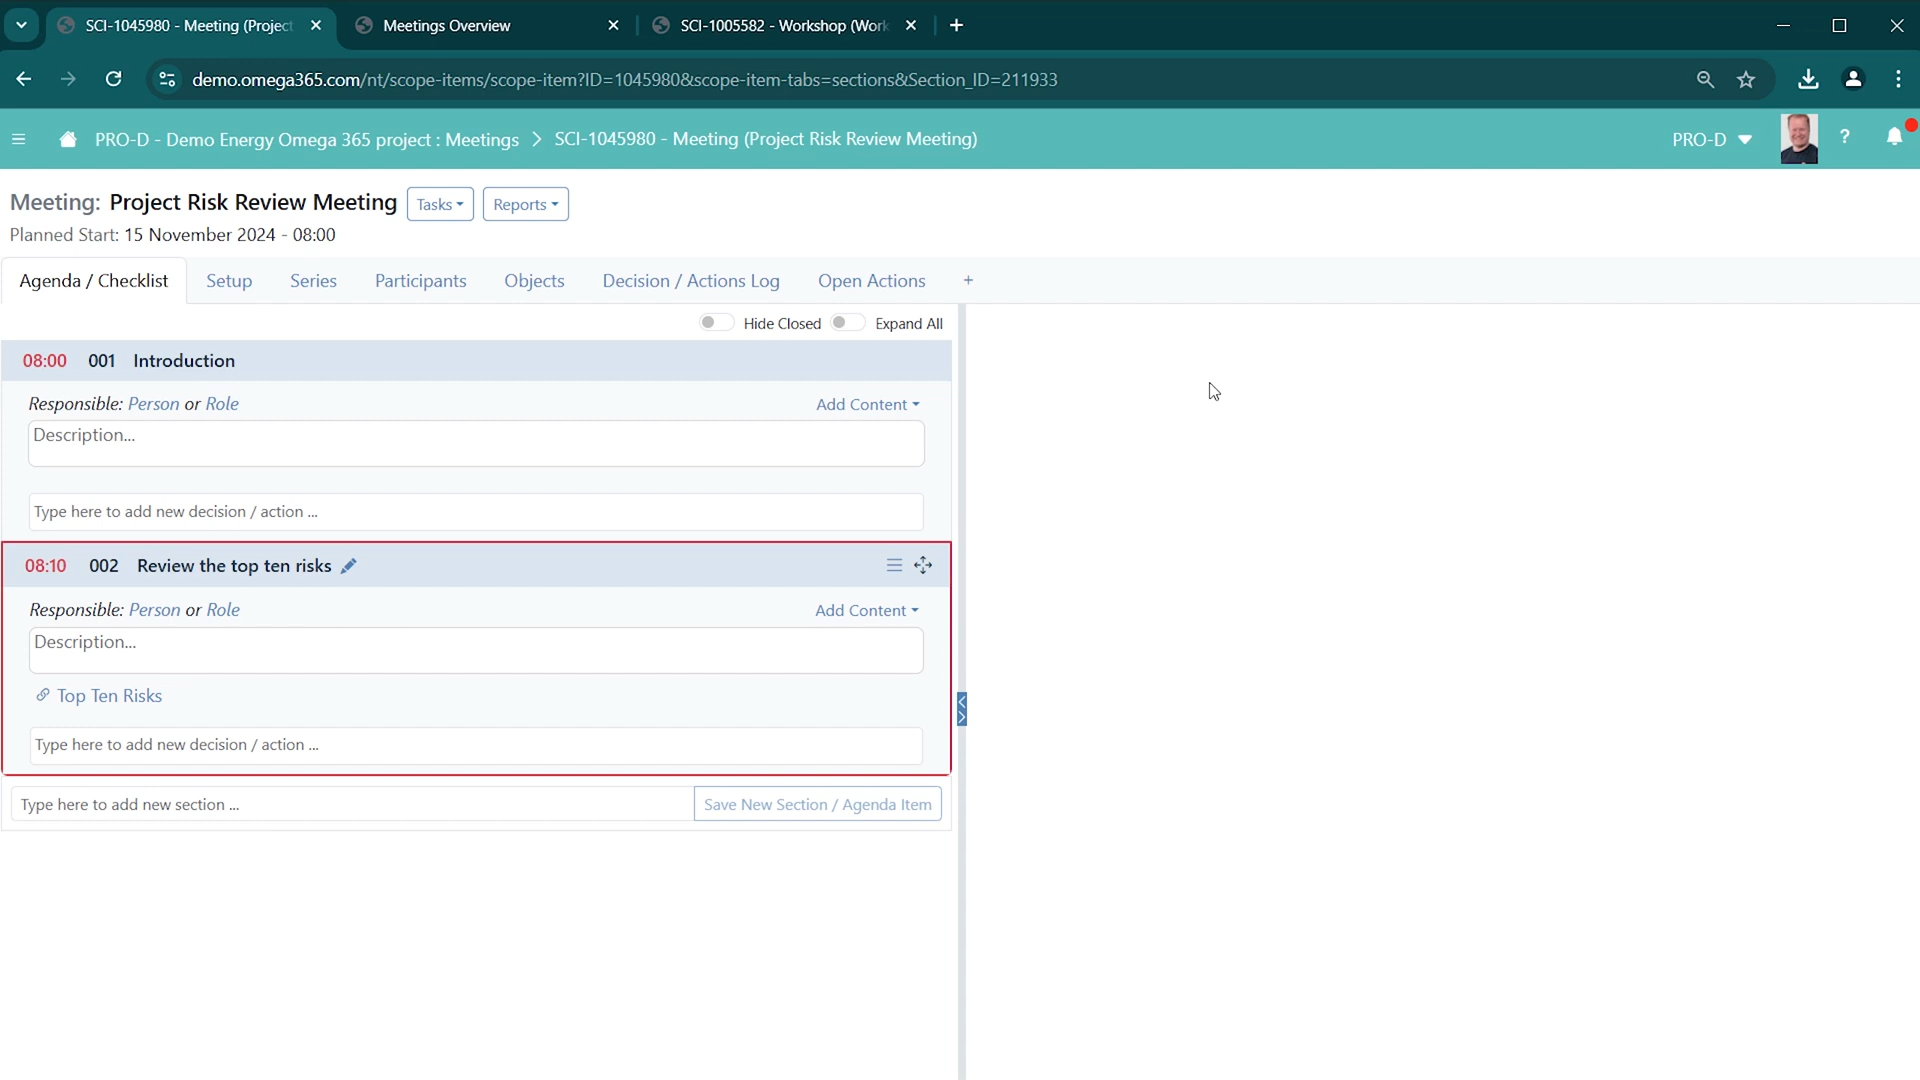 SCI-1045980 - Meeting (Project
Meetings Overview
SCI-1005582 - Workshop (Work
demo.omega365.com/nt/scope-items/scope-item?ID=1045980&scope-item-tabs=sections&Section_ID=211933
PRO-D - Demo Energy Omega 365 project : Meetings > SCI-1045980 - Meeting (Project Risk Review Meeting)
PRO-D
?
Meeting: Project Risk Review Meeting
Tasks
Reports
Planned Start: 15 November 2024 - 08:00
Agenda / Checklist
Setup
Series
Participants
Objects
Decision / Actions Log
Open Actions
+
Hide Closed
Expand All
08:00 001 Introduction
Responsible: Person or Role
Add Content
Description...
Type here to add new decision / action ...
08:10 002 Review the top ten risks
Responsible: Person or Role
Add Content
Description...
Top Ten Risks
Type here to add new decision / action ...
Type here to add new section ...
Save New Section / Agenda Item